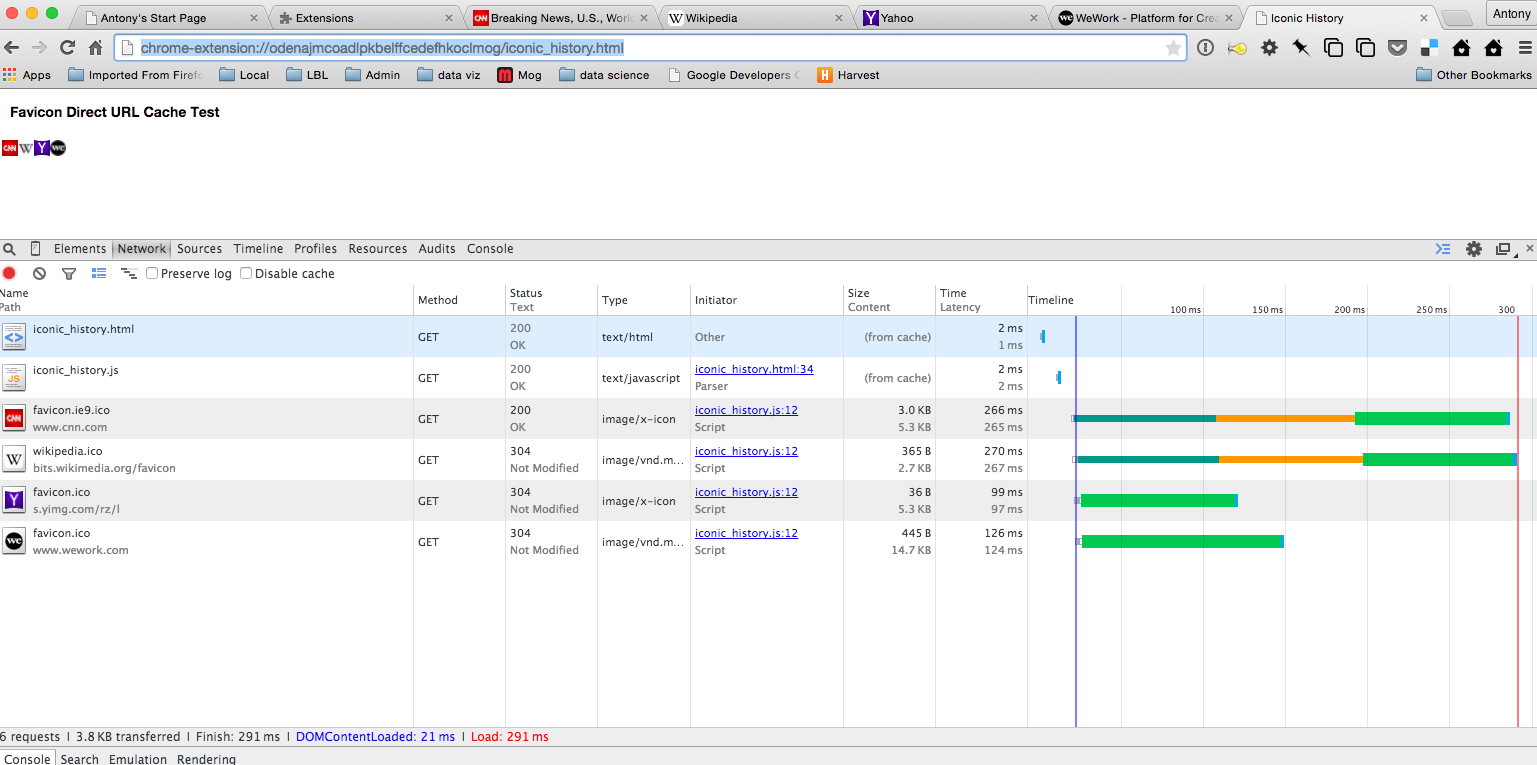 Antony's Start Page
Extensions
Breaking News, U.S., Worl
Wikipedia
Yahoo
WeWork - Platform for Crea
Iconic History
Antony
chrome-extension://odenajmcoadlpkbelffcedefhkoclmog/iconic_history.html
Apps Imported From Firefo Local LBL Admin data viz Mog data science Google Developers C Harvest Other Bookmarks
Favicon Direct URL Cache Test
CNN W Y we
Elements Network Sources Timeline Profiles Resources Audits Console
Preserve log Disable cache
Name Method Status Type Initiator Size Time Timeline
Path Text Content Latency 100 ms 150 ms 200 ms 250 ms 300
iconic_history.html GET 200 text/html Other (from cache) 2 ms
OK 1 ms
iconic_history.js GET 200 text/javascript iconic_history.html:34 (from cache) 2 ms
OK Parser 2 ms
favicon.ie9.ico GET 200 image/x-icon iconic_history.js:12 3.0 KB 266 ms
www.cnn.com OK Script 5.3 KB 265 ms
wikipedia.ico GET 304 image/vnd.m... iconic_history.js:12 365 B 270 ms
bits.wikimedia.org/favicon Not Modified Script 2.7 KB 267 ms
favicon.ico GET 304 image/x-icon iconic_history.js:12 36 B 99 ms
s.yimg.com/rz/l Not Modified Script 5.3 KB 97 ms
favicon.ico GET 304 image/vnd.m... iconic_history.js:12 445 B 126 ms
www.wework.com Not Modified Script 14.7 KB 124 ms
6 requests | 3.8 KB transferred | Finish: 291 ms | DOMContentLoaded: 21 ms | Load: 291 ms
Console Search Emulation Rendering